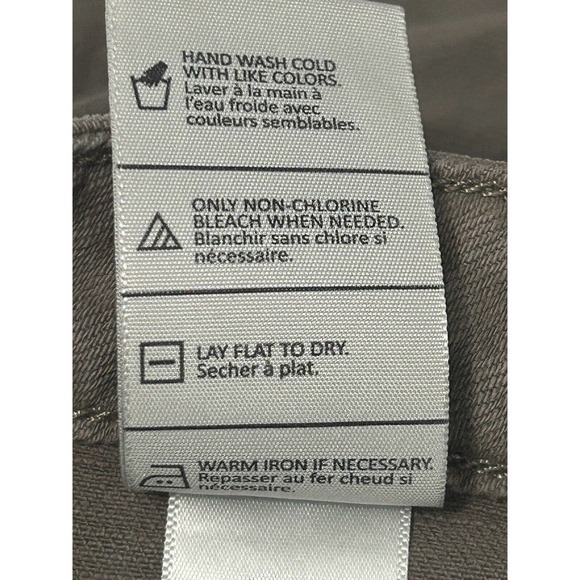 HAND WASH COLD
WITH LIKE COLORS.
Laver à la main à
l'eau froide avec
couleurs semblables.
ONLY NON-CHLORINE
BLEACH WHEN NEEDED.
Blanchir sans chlore si
nécessaire.
LAY FLAT TO DRY.
Secher à plat.
WARM IRON IF NECESSARY.
Repasser au fer cheud si
nécessaire.